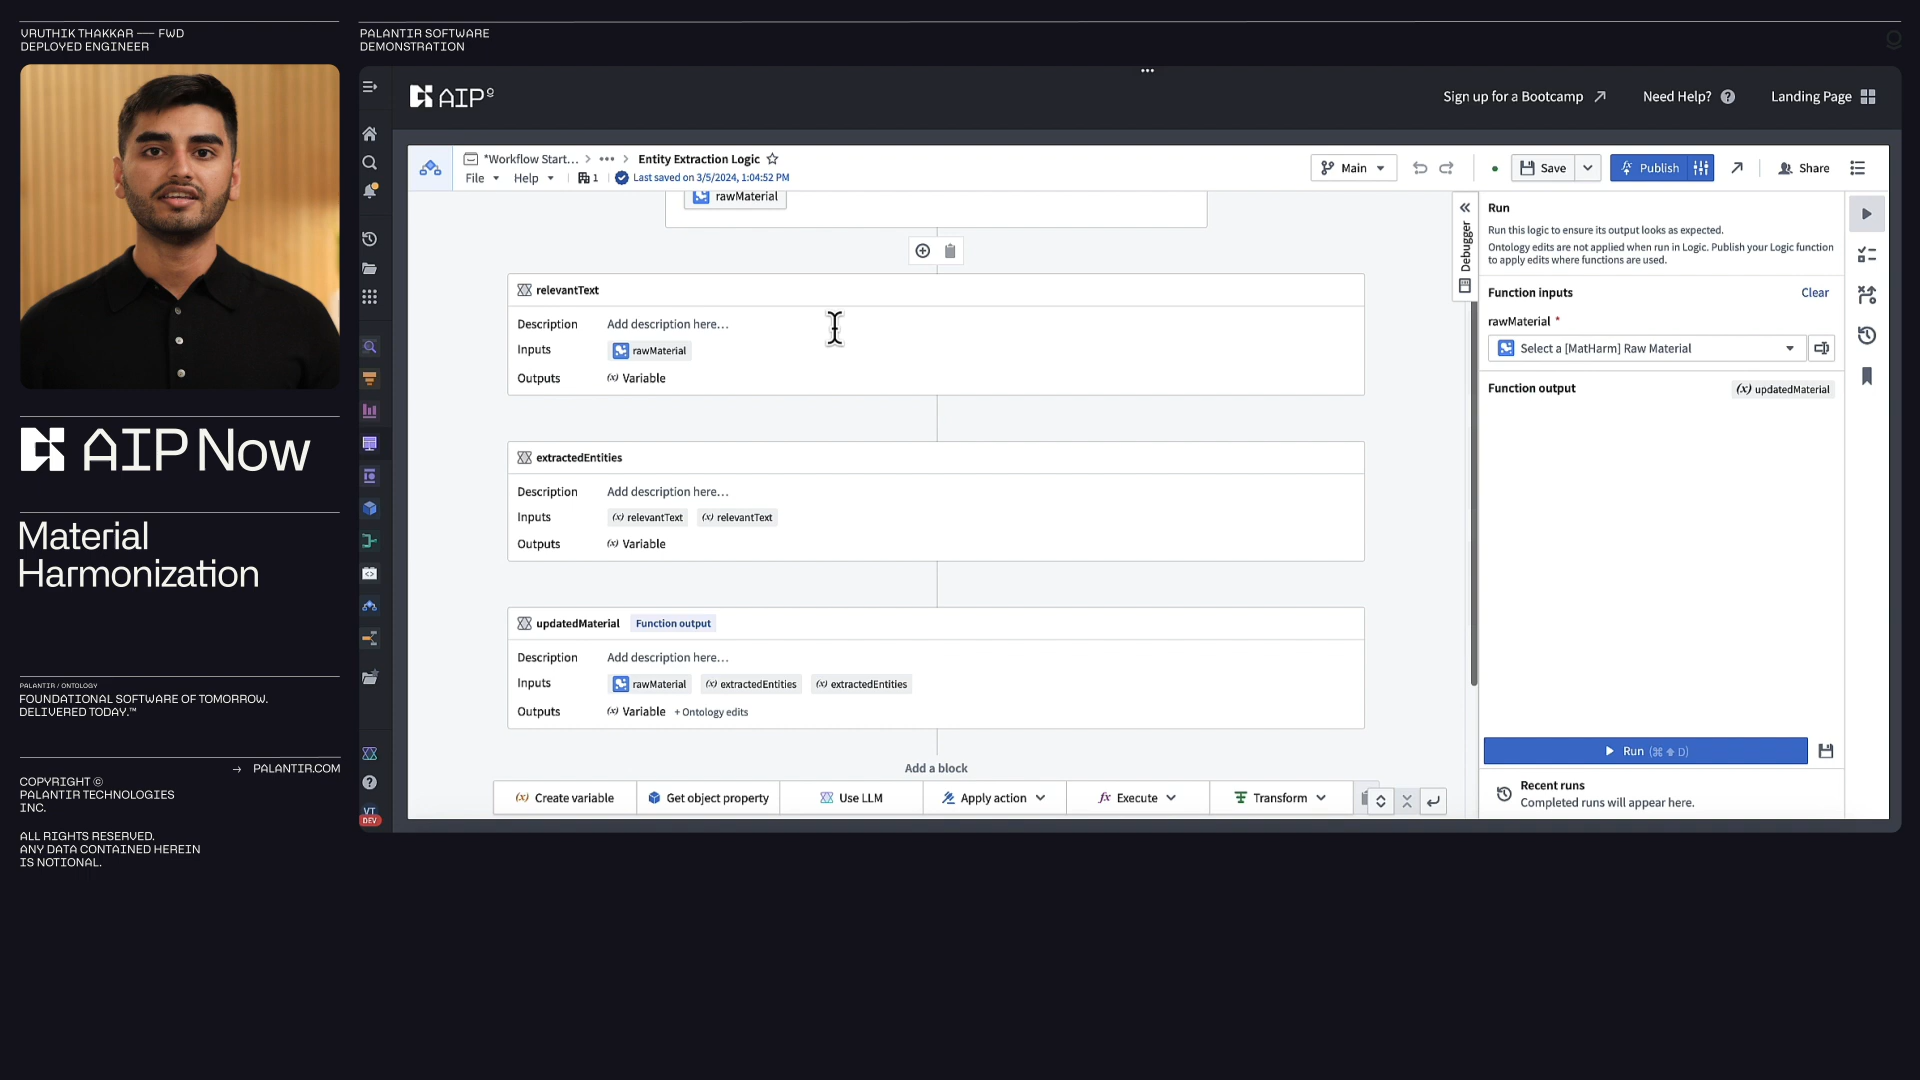 VRUTHIK THAKKAR — FWD
DEPLOYED ENGINEER
PALANTIR SOFTWARE
DEMONSTRATION
AIP
Sign up for a Bootcamp
Need Help?
Landing Page
*Workflow Start... > ••• > Entity Extraction Logic
File
Help
1
Last saved on 3/5/2024, 1:04:52 PM
Main
Save
Publish
Share
rawMaterial
relevantText
Description Add description here...
Inputs rawMaterial
Outputs (x) Variable
extractedEntities
Description Add description here...
Inputs (x) relevantText (x) relevantText
Outputs (x) Variable
updatedMaterial Function output
Description Add description here...
Inputs rawMaterial (x) extractedEntities (x) extractedEntities
Outputs (x) Variable + Ontology edits
Add a block
(x) Create variable
Get object property
Use LLM
Apply action
fx Execute
Transform
Debugger
Run
Run this logic to ensure its output looks as expected.
Ontology edits are not applied when run in Logic. Publish your Logic function
to apply edits where functions are used.
Function inputs Clear
rawMaterial *
Select a [MatHarm] Raw Material
Function output (x) updatedMaterial
Run (⌘ ⇧ D)
Recent runs
Completed runs will appear here.
VT
DEV
AIP Now
Material
Harmonization
PALANTIR / ONTOLOGY
FOUNDATIONAL SOFTWARE OF TOMORROW.
DELIVERED TODAY.™
→ PALANTIR.COM
COPYRIGHT ©
PALANTIR TECHNOLOGIES
INC.
ALL RIGHTS RESERVED.
ANY DATA CONTAINED HEREIN
IS NOTIONAL.